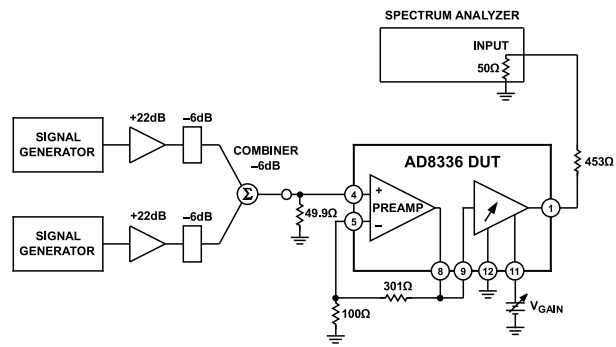 SPECTRUM ANALYZER
INPUT
50Ω
+22dB
–6dB
SIGNAL
GENERATOR
COMBINER
–6dB
Σ
AD8336 DUT
453Ω
4
+
PREAMP
5
–
1
49.9Ω
+22dB
–6dB
SIGNAL
GENERATOR
8
9
12
11
301Ω
100Ω
VGAIN